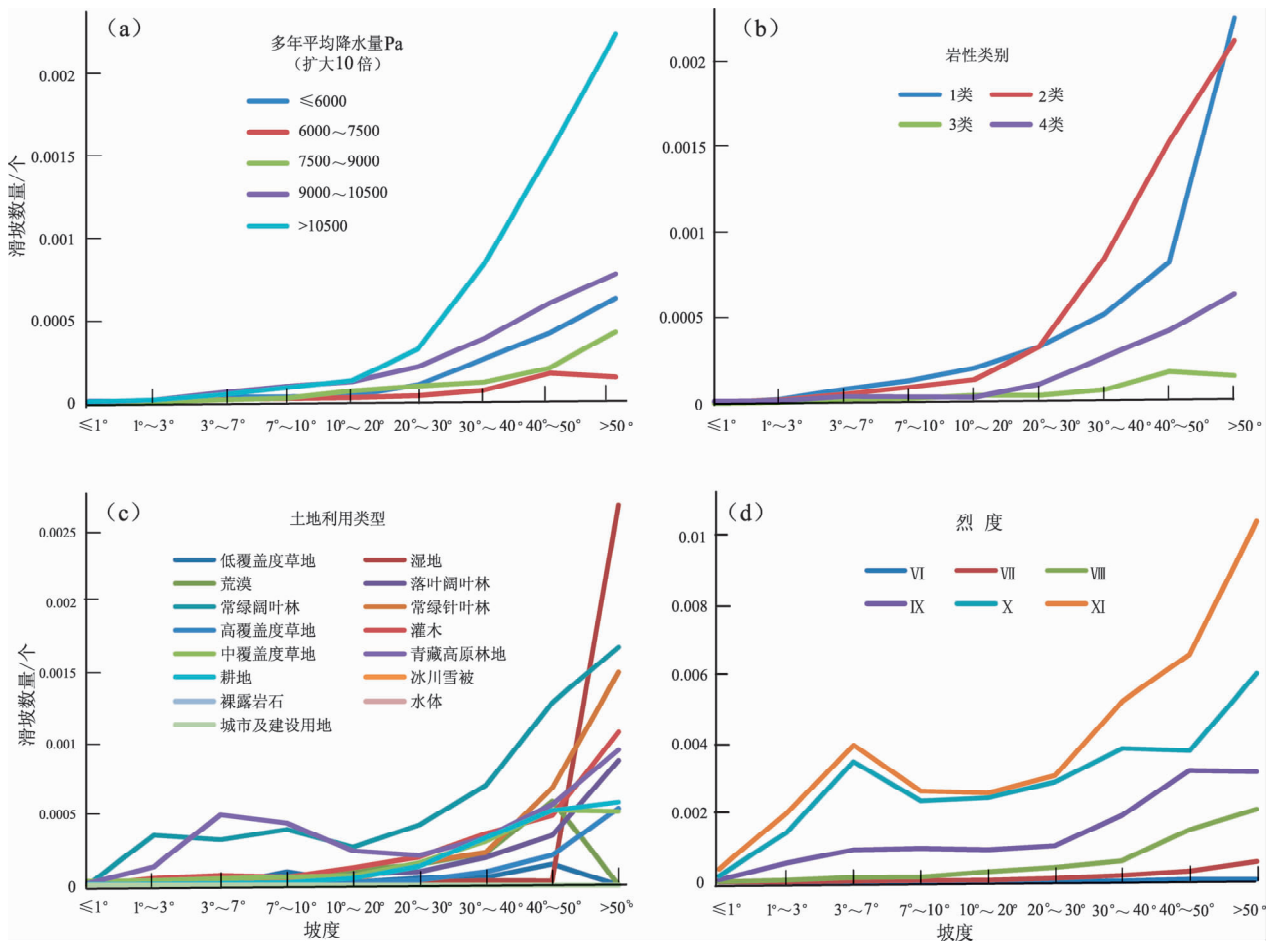 (a)
多年平均降水量Pa
（扩大10倍）
≤6000
6000～7500
7500～9000
9000～10500
>10500
0.002
0.0015
0.001
0.0005
0
滑坡数量/个
≤1° 1°～3° 3～7° 7°～10° 10～20° 20～30° 30°～40° 40～50° >50°
(b)
岩性类别
1类 2类
3类 4类
0.002
0.0015
0.001
0.0005
0
≤1° 1°～3° 3°～7° 7°～10° 10°～20° 20～30° 30°～40° 40～50° >50°
(c)
土地利用类型
低覆盖度草地 湿地
荒漠 落叶阔叶林
常绿阔叶林 常绿针叶林
高覆盖度草地 灌木
中覆盖度草地 青藏高原林地
耕地 冰川雪被
裸露岩石 水体
城市及建设用地
0.0025
0.002
0.0015
0.001
0.0005
0
滑坡数量/个
≤1° 1°～3° 3～7° 7°～10° 10～20° 20～30° 30～40° 40～50° >50°
坡度
(d)
烈 度
Ⅵ Ⅶ Ⅷ
Ⅸ Ⅹ Ⅺ
0.01
0.008
0.006
0.004
0.002
0
≤1° 1°～3° 3～7° 7°～10° 10～20° 20～30° 30～40° 40～50° >50°
坡度